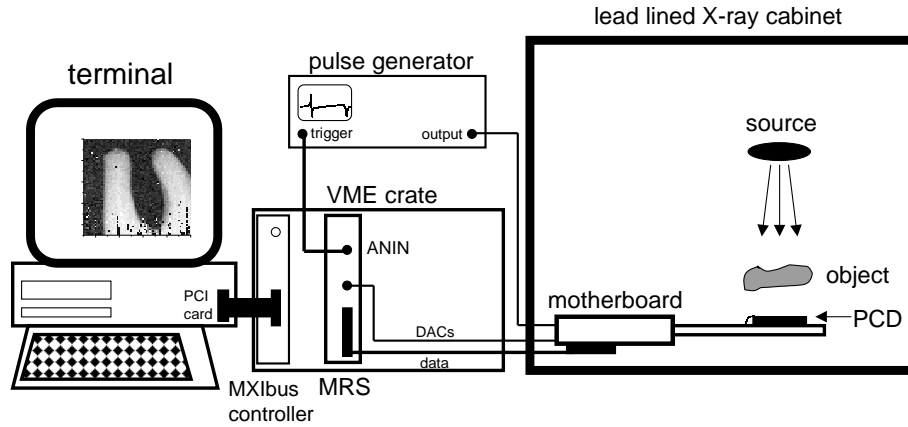 lead lined X-ray cabinet
pulse generator
terminal
trigger
output
source
VME crate
ANIN
PCI
card
object
motherboard
PCD
DACs
data
MXIbus
controller
MRS